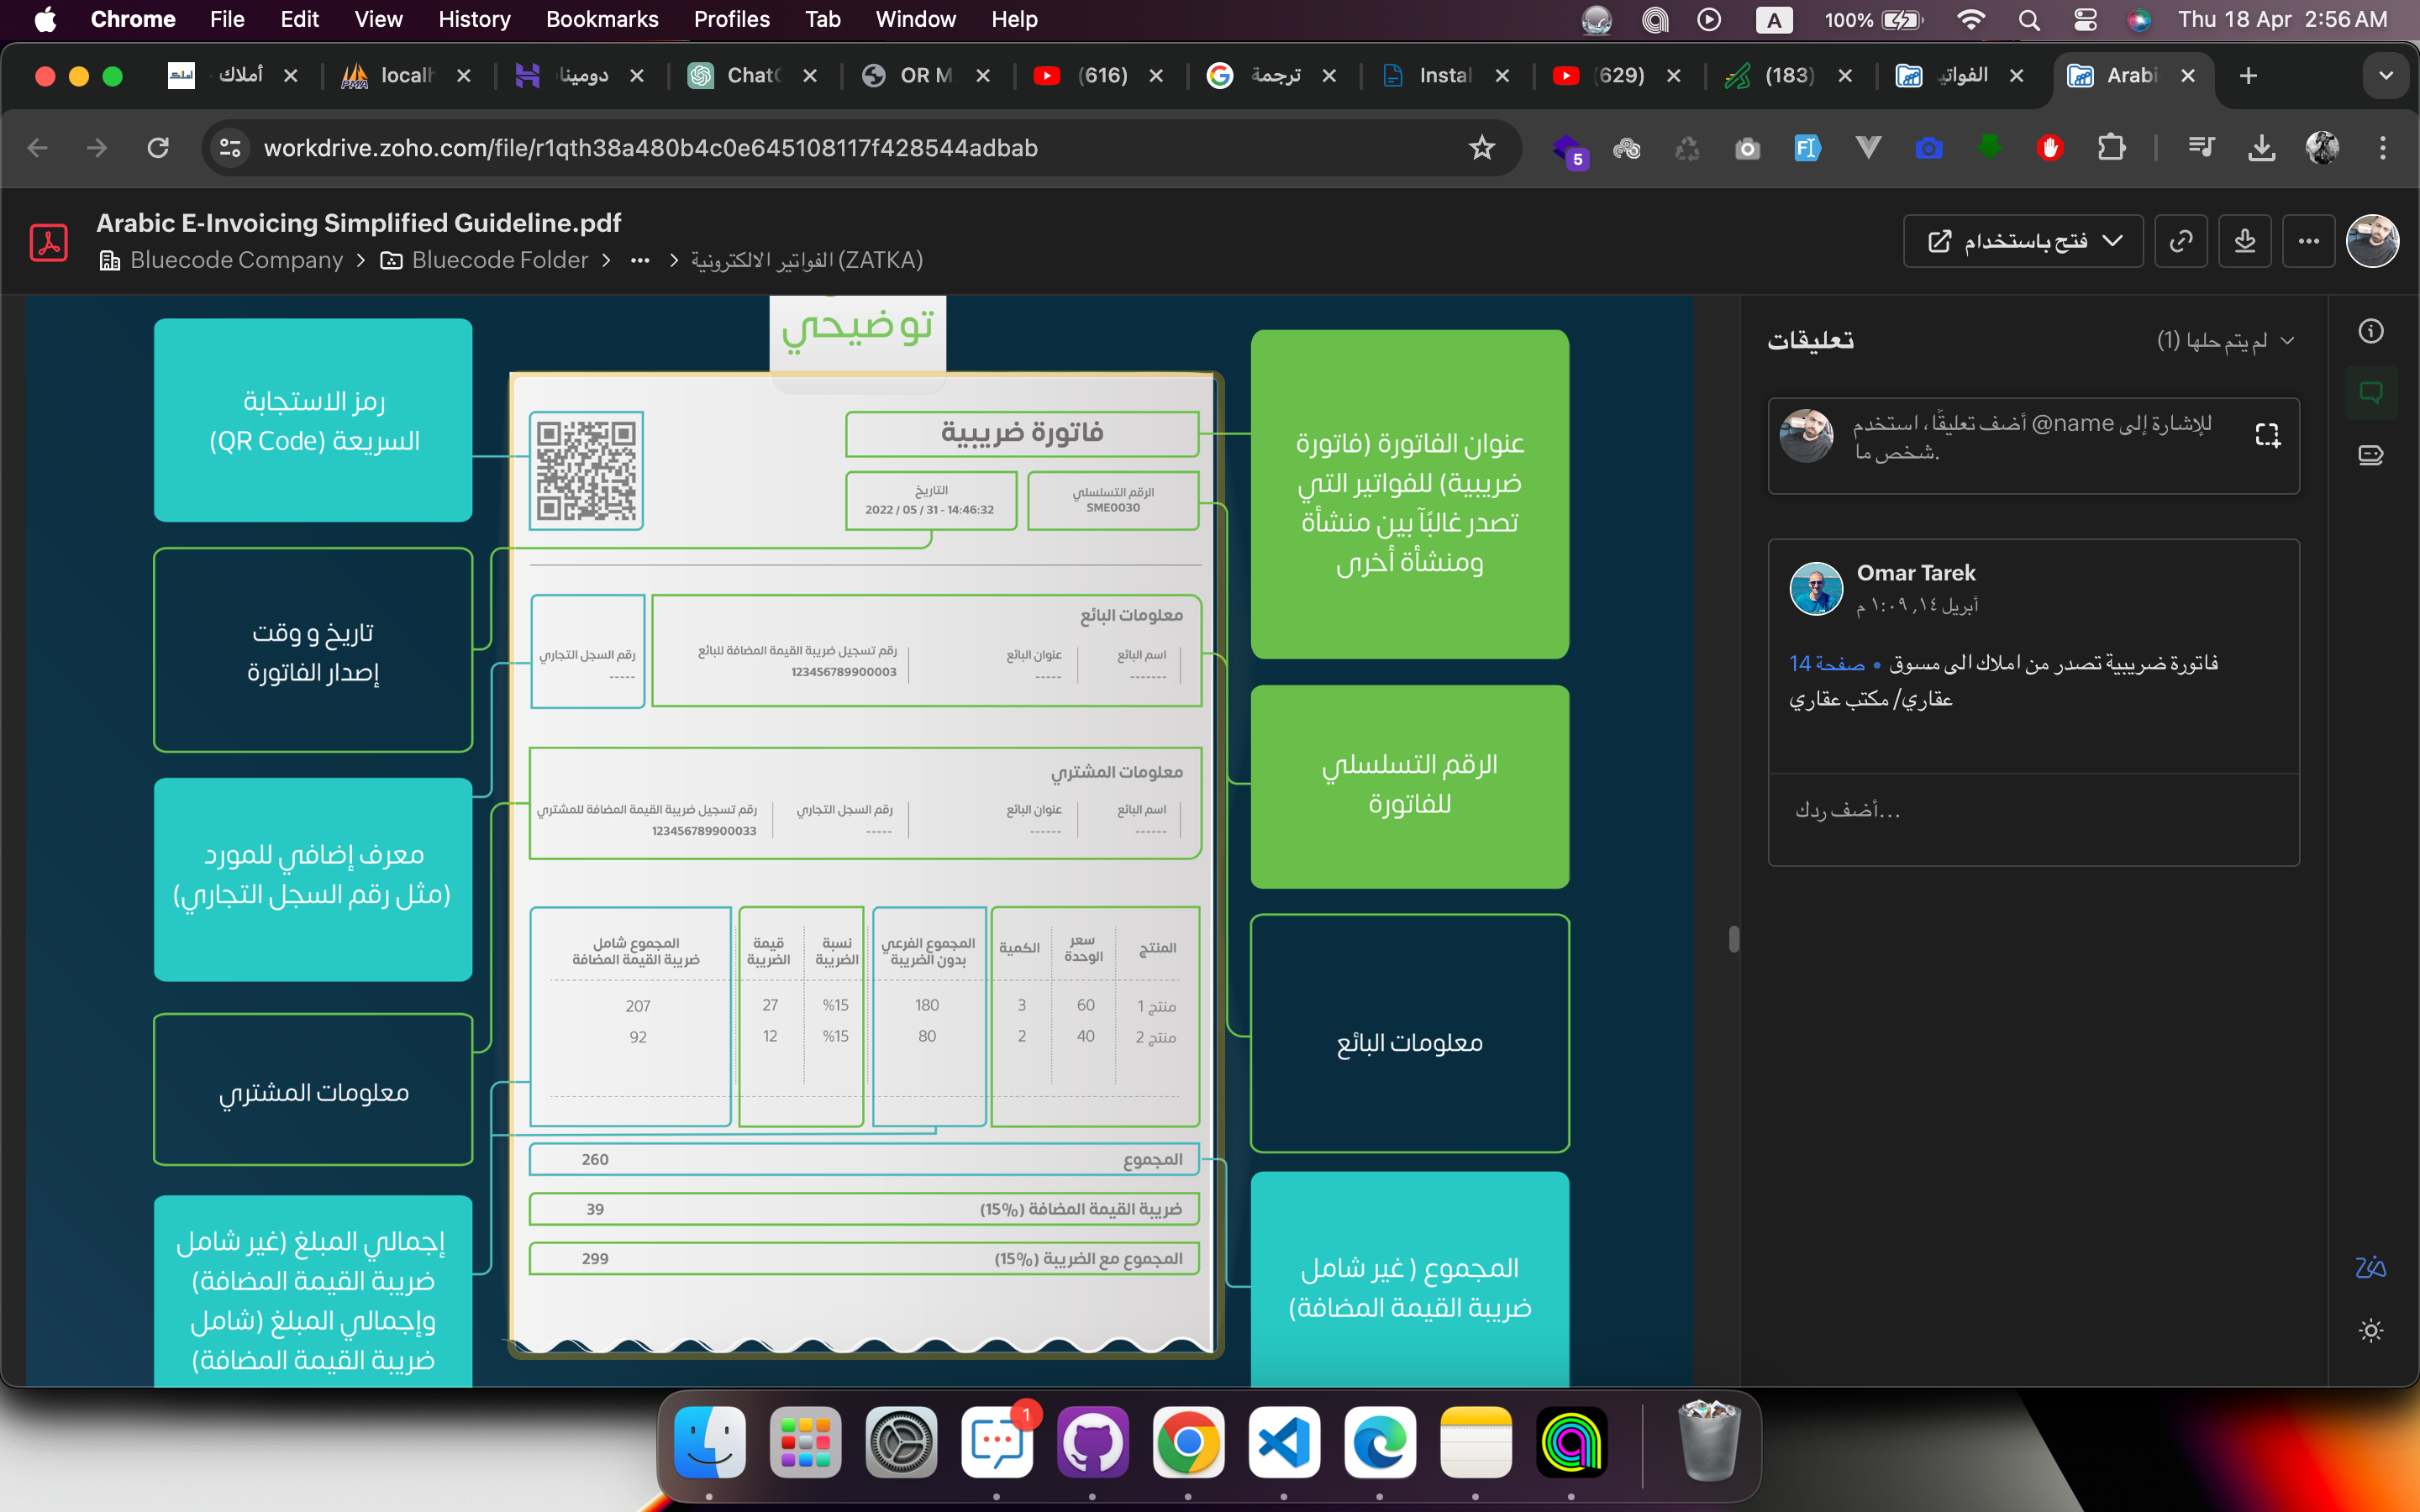 Chrome File Edit View History Bookmarks Profiles Tab Window Help
A 100% Thu 18 Apr 2:56 AM
أملاك localh دومينا ChatG OR M (616) ترجمة Instal (629) (183) الفواتي Arabi
workdrive.zoho.com/file/r1qth38a480b4c0e645108117f428544adbab
5
Arabic E-Invoicing Simplified Guideline.pdf
Bluecode Company > Bluecode Folder > ••• > الفواتير الالكترونية (ZATKA)
فتح باستخدام
توضيحي
رمز الاستجابة
السريعة (QR Code)
تاريخ و وقت
إصدار الفاتورة
معرف إضافي للمورد
(مثل رقم السجل التجاري)
معلومات المشتري
إجمالي المبلغ (غير شامل
ضريبة القيمة المضافة)
وإجمالي المبلغ (شامل
ضريبة القيمة المضافة)
فاتورة ضريبية
الرقم التسلسلي
SME0030
التاريخ
2022 / 05 / 31 - 14:46:32
معلومات البائع
اسم البائع عنوان البائع رقم تسجيل ضريبة القيمة المضافة للبائع رقم السجل التجاري
------- ----- 123456789900003 -----
معلومات المشتري
اسم البائع عنوان البائع رقم السجل التجاري رقم تسجيل ضريبة القيمة المضافة للمشتري
------ ------ ----- 123456789900033
المنتج سعر الوحدة الكمية المجموع الفرعي بدون الضريبة نسبة الضريبة قيمة الضريبة المجموع شامل ضريبة القيمة المضافة
منتج 1 60 3 180 %15 27 207
منتج 2 40 2 80 %15 12 92
المجموع 260
ضريبة القيمة المضافة (15%) 39
المجموع مع الضريبة (15%) 299
عنوان الفاتورة (فاتورة
ضريبية) للفواتير التي
تصدر غالبًا بين منشأة
ومنشأة أخرى
الرقم التسلسلي
للفاتورة
معلومات البائع
المجموع ( غير شامل
ضريبة القيمة المضافة)
تعليقات
لم يتم حلها (1)
أضف تعليقًا، استخدم @name للإشارة إلى
شخص ما.
Omar Tarek
أبريل ١٤, ١:٠٩ م
صفحة 14 • فاتورة ضريبية تصدر من املاك الى مسوق
عقاري/ مكتب عقاري
أضف ردك...
1